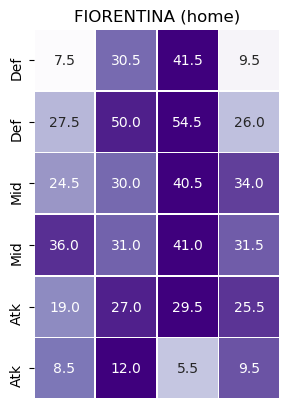 FIORENTINA (home)
Def 7.5 30.5 41.5 9.5
Def 27.5 50.0 54.5 26.0
Mid 24.5 30.0 40.5 34.0
Mid 36.0 31.0 41.0 31.5
Atk 19.0 27.0 29.5 25.5
Atk 8.5 12.0 5.5 9.5